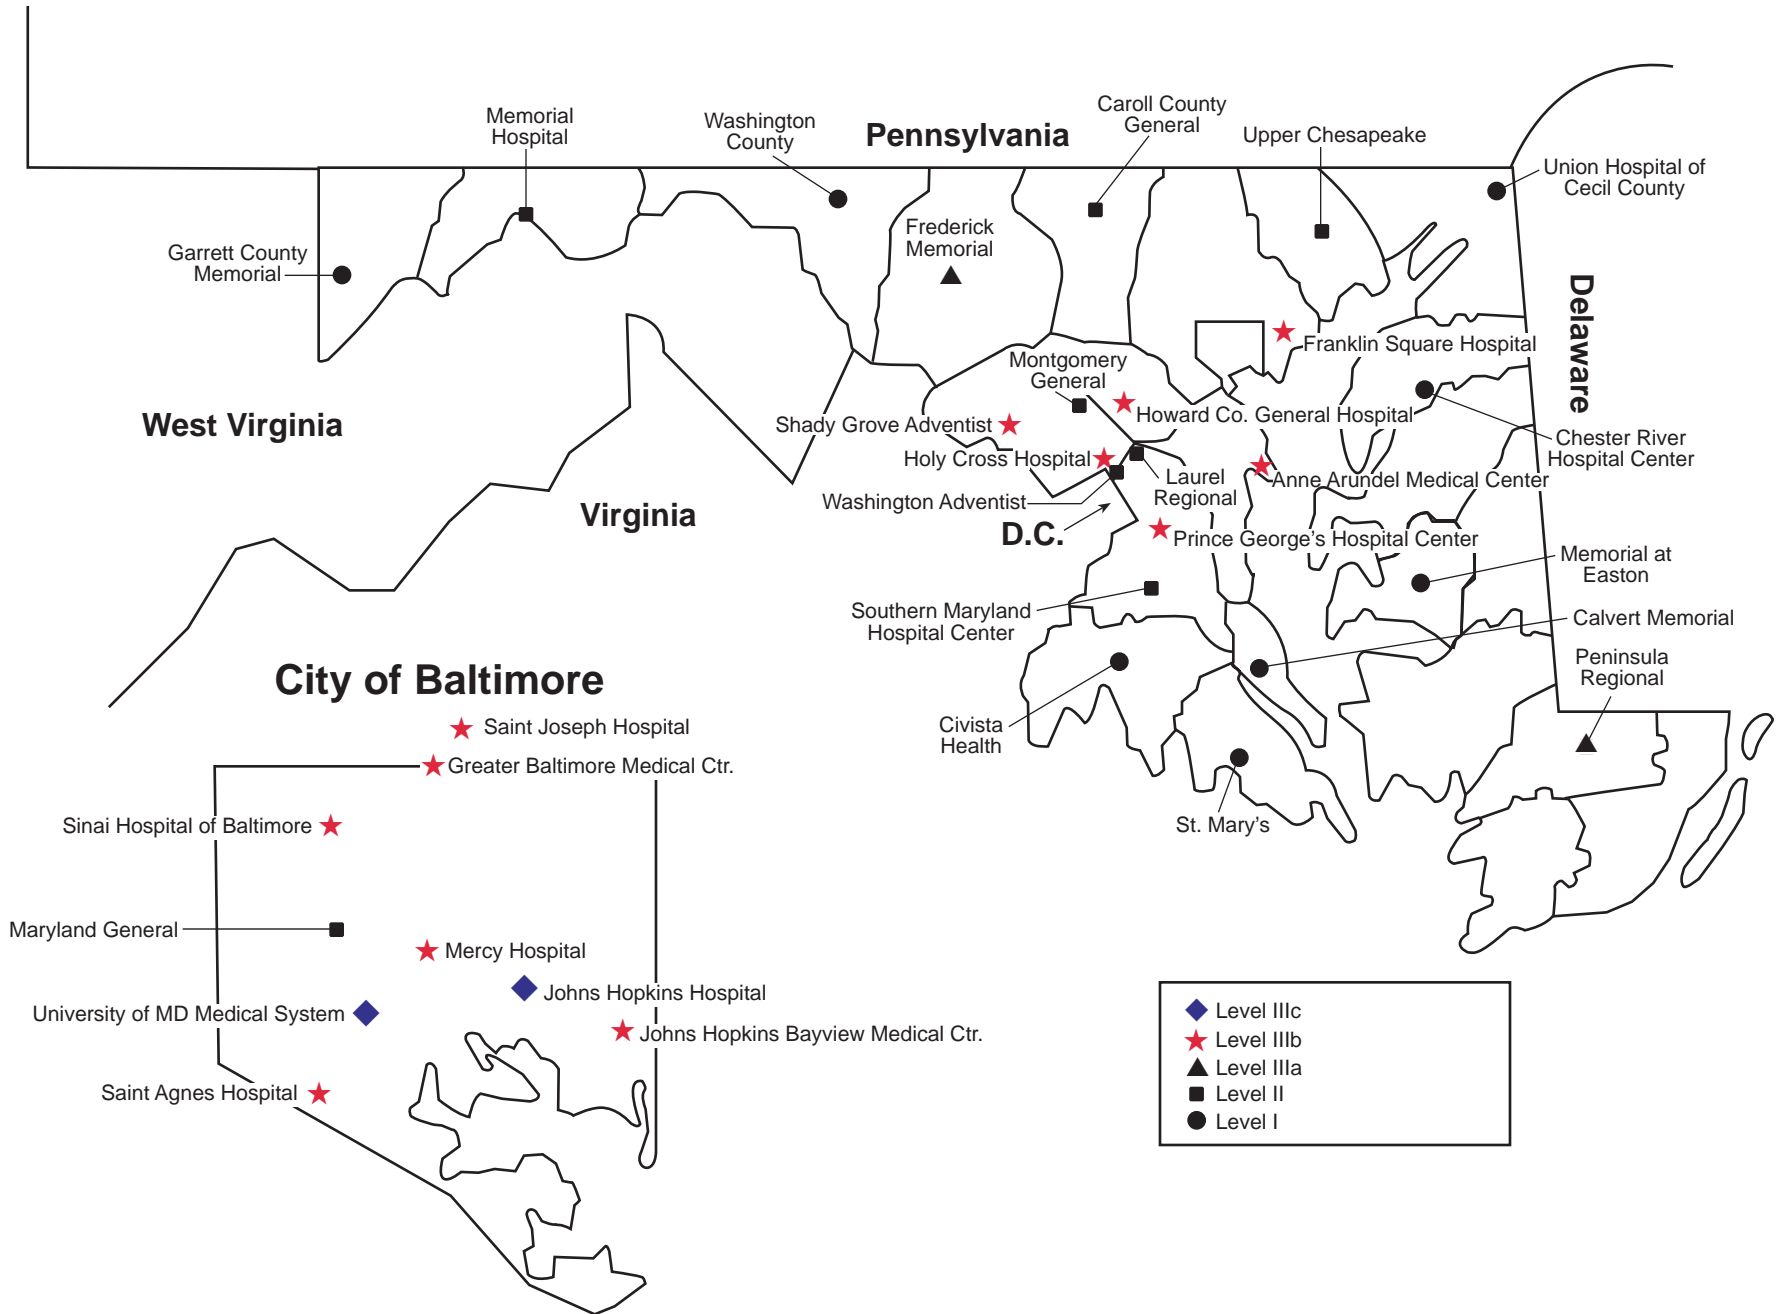 Memorial
Hospital
Washington
County
Pennsylvania
Caroll County
General
Upper Chesapeake
Union Hospital of
Cecil County
Garrett County
Memorial
Frederick
Memorial
Delaware
Franklin Square Hospital
Montgomery
General
West Virginia
Shady Grove Adventist
Howard Co. General Hospital
Chester River
Hospital Center
Holy Cross Hospital
Laurel
Regional
Anne Arundel Medical Center
Washington Adventist
Virginia
D.C.
Prince George’s Hospital Center
Memorial at
Easton
Southern Maryland
Hospital Center
Calvert Memorial
Peninsula
Regional
Civista
Health
St. Mary’s
City of Baltimore
Saint Joseph Hospital
Greater Baltimore Medical Ctr.
Sinai Hospital of Baltimore
Maryland General
Mercy Hospital
Johns Hopkins Hospital
University of MD Medical System
Johns Hopkins Bayview Medical Ctr.
Saint Agnes Hospital
Level IIIc
Level IIIb
Level IIIa
Level II
Level I